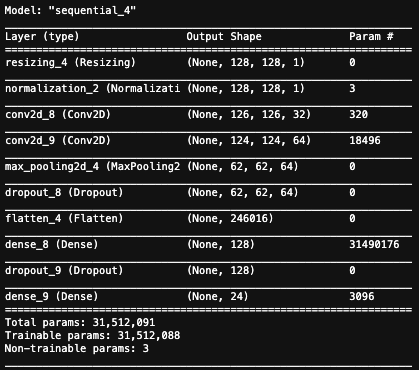 Model: "sequential_4"
Layer (type) Output Shape Param #
resizing_4 (Resizing) (None, 128, 128, 1) 0
normalization_2 (Normalizati (None, 128, 128, 1) 3
conv2d_8 (Conv2D) (None, 126, 126, 32) 320
conv2d_9 (Conv2D) (None, 124, 124, 64) 18496
max_pooling2d_4 (MaxPooling2 (None, 62, 62, 64) 0
dropout_8 (Dropout) (None, 62, 62, 64) 0
flatten_4 (Flatten) (None, 246016) 0
dense_8 (Dense) (None, 128) 31490176
dropout_9 (Dropout) (None, 128) 0
dense_9 (Dense) (None, 24) 3096
Total params: 31,512,091
Trainable params: 31,512,088
Non-trainable params: 3